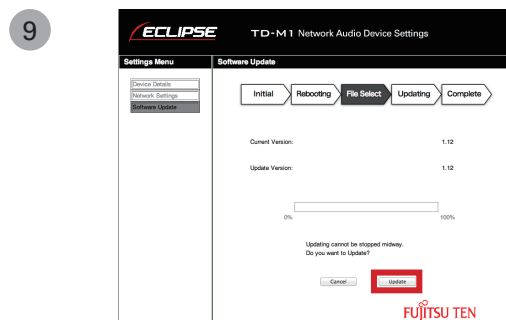 9
ECLIPSE TD-M1 Network Audio Device Settings
Settings Menu
Software Update
Device Details
Network Settings
Software Update
Initial Rebooting File Select Updating Complete
Current Version: 1.12
Update Version: 1.12
0% 100%
Updating cannot be stopped midway.
Do you want to Update?
Cancel Update
FUJITSU TEN